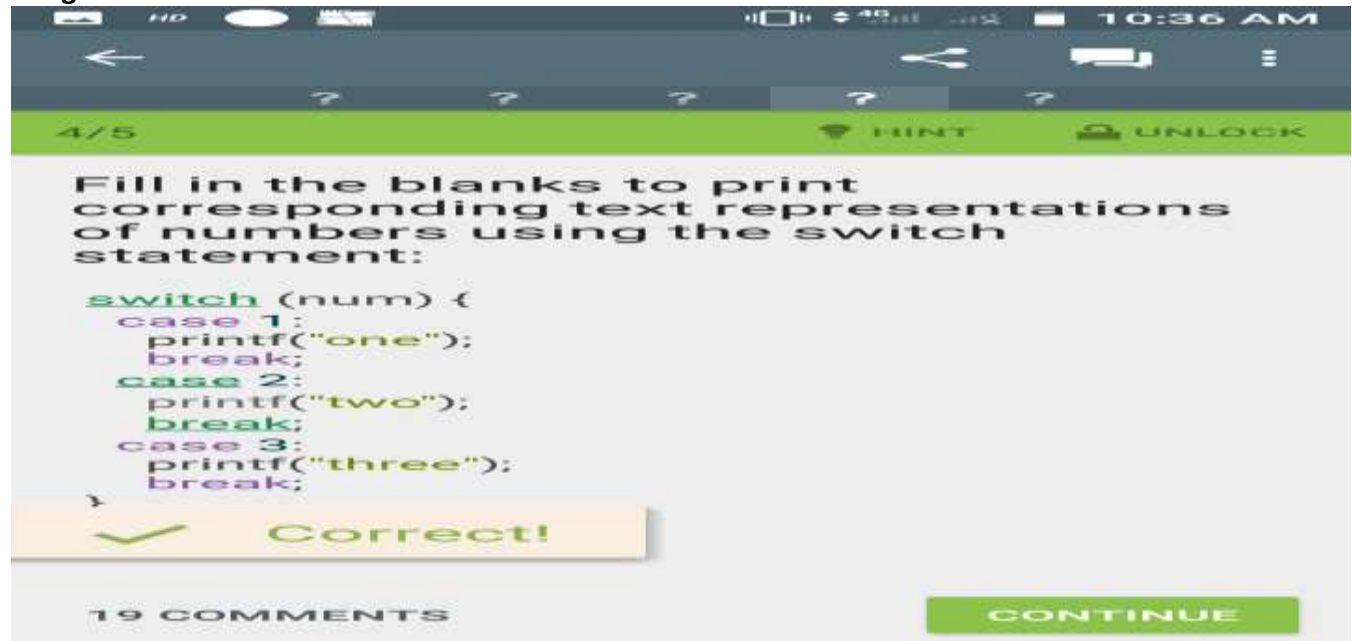 HD 4G 10:36 AM
? ? ? ? ?
4/5 HINT UNLOCK
Fill in the blanks to print
corresponding text representations
of numbers using the switch
statement:
switch (num) {
case 1:
printf("one");
break;
case 2:
printf("two");
break;
case 3:
printf("three");
break;
}
Correct!
19 COMMENTS CONTINUE